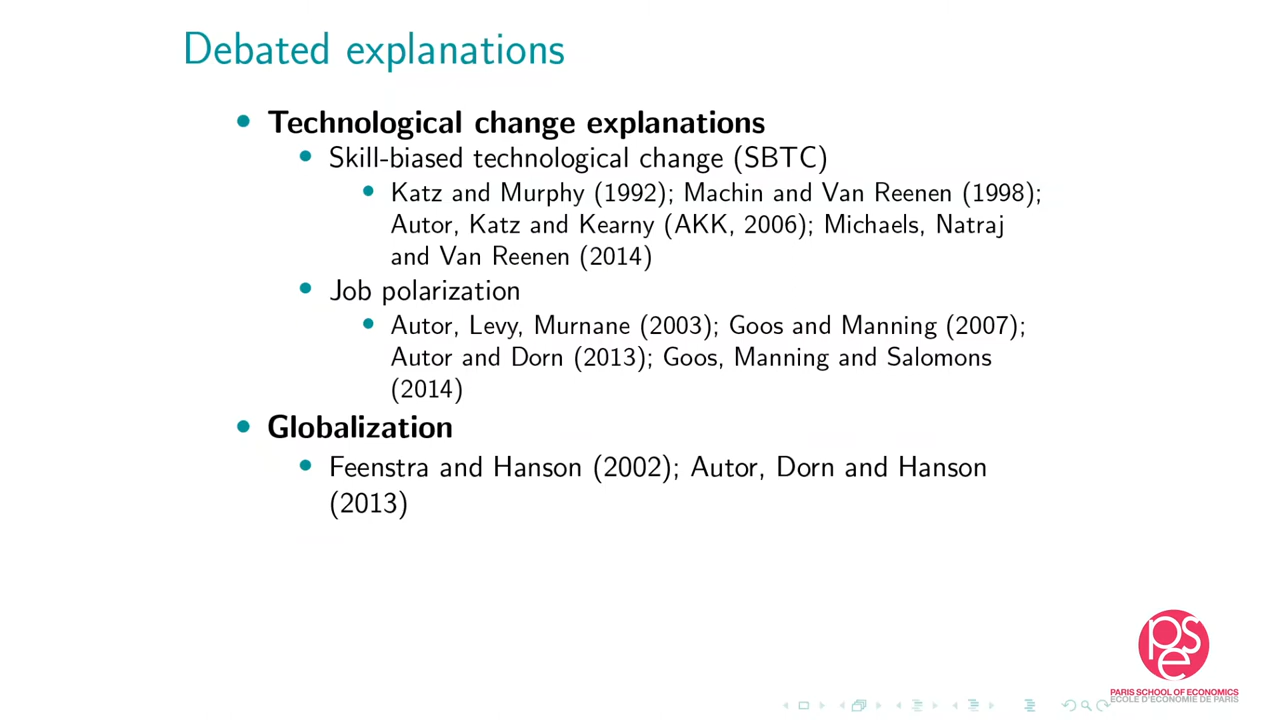 Debated explanations
• Technological change explanations
• Skill-biased technological change (SBTC)
• Katz and Murphy (1992); Machin and Van Reenen (1998);
Autor, Katz and Kearny (AKK, 2006); Michaels, Natraj
and Van Reenen (2014)
• Job polarization
• Autor, Levy, Murnane (2003); Goos and Manning (2007);
Autor and Dorn (2013); Goos, Manning and Salomons
(2014)
• Globalization
• Feenstra and Hanson (2002); Autor, Dorn and Hanson
(2013)
pse
PARIS SCHOOL OF ECONOMICS
ECOLE D'ECONOMIE DE PARIS